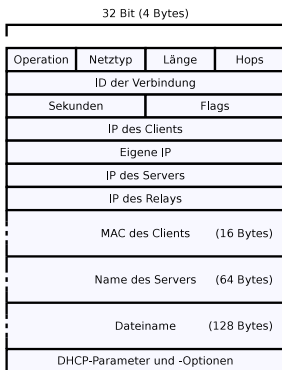 32 Bit (4 Bytes)
Operation Netztyp Länge Hops
ID der Verbindung
Sekunden Flags
IP des Clients
Eigene IP
IP des Servers
IP des Relays
MAC des Clients (16 Bytes)
Name des Servers (64 Bytes)
Dateiname (128 Bytes)
DHCP-Parameter und -Optionen